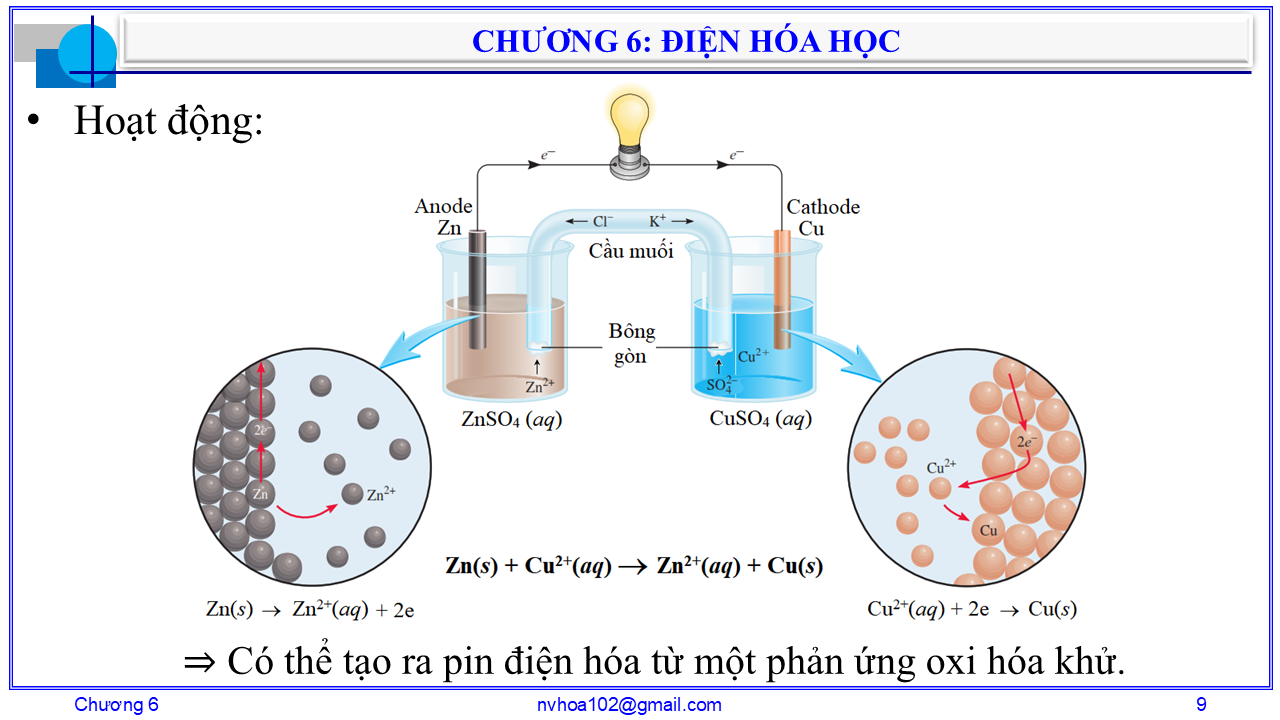 CHƯƠNG 6: ĐIỆN HÓA HỌC
• Hoạt động:
e⁻ e⁻
Anode
Zn
Cathode
Cu
Cl⁻ K⁺
Cầu muối
Bông
gòn
Zn²⁺
SO₄²⁻
Cu²⁺
ZnSO₄ (aq)
CuSO₄ (aq)
2e⁻
Zn
Zn²⁺
2e⁻
Cu²⁺
Cu
Zn(s) + Cu²⁺(aq) → Zn²⁺(aq) + Cu(s)
Zn(s) → Zn²⁺(aq) + 2e
Cu²⁺(aq) + 2e → Cu(s)
⇒ Có thể tạo ra pin điện hóa từ một phản ứng oxi hóa khử.
Chương 6 nvhoa102@gmail.com 9